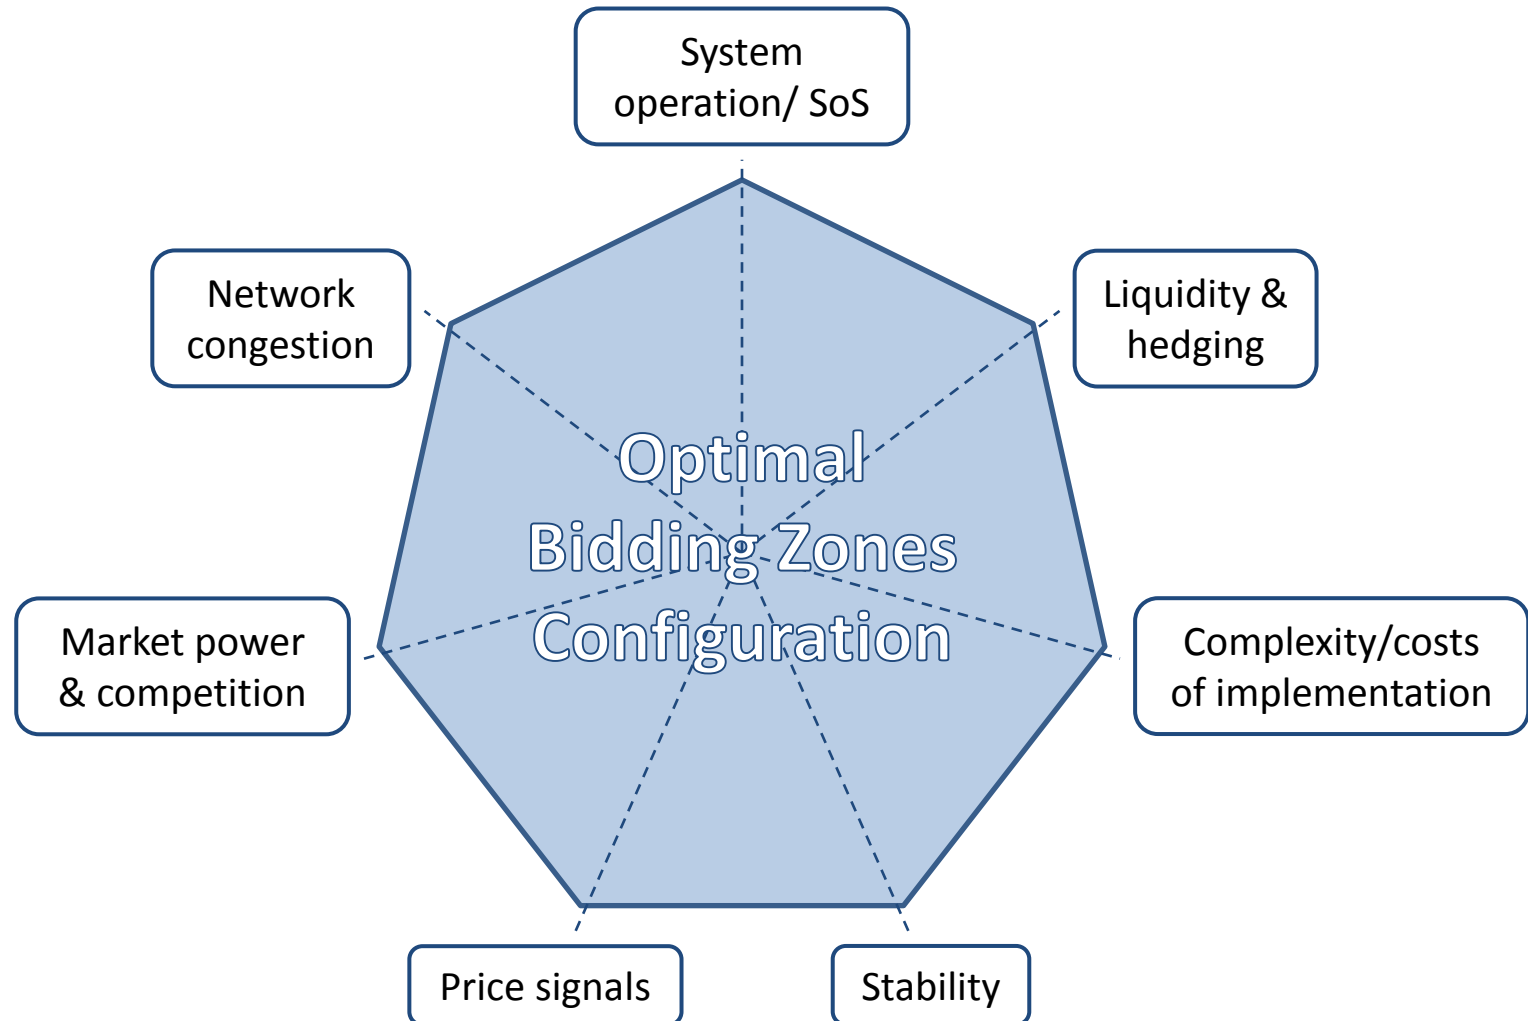 System
operation/ SoS
Network
congestion
Liquidity &
hedging
Optimal
Bidding Zones
Configuration
Market power
& competition
Complexity/costs
of implementation
Price signals
Stability